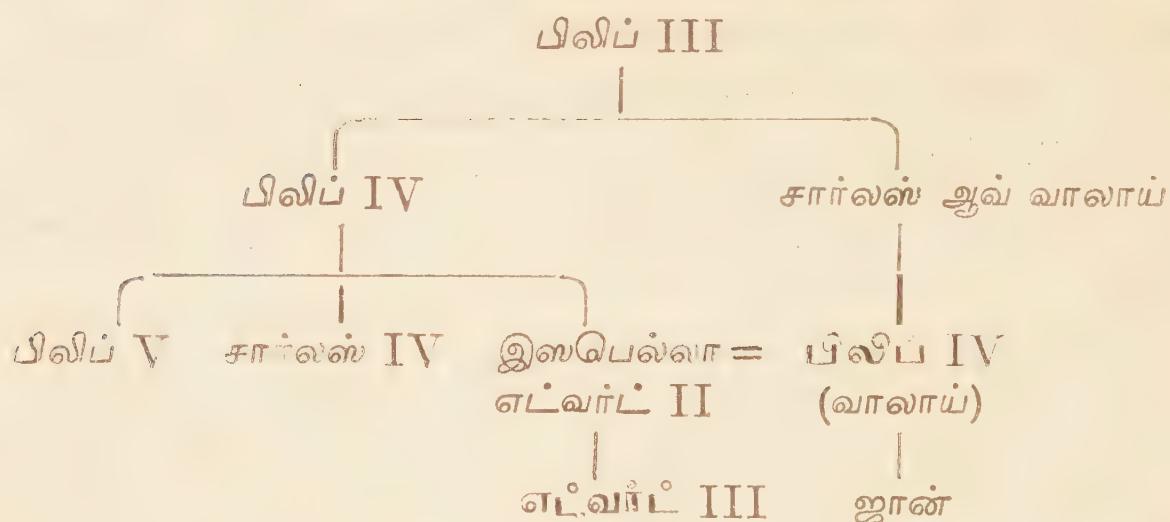 பிலிப் III
பிலிப் IV சார்லஸ் ஆவ் வாலாய்
பிலிப் V சார்லஸ் IV இஸபெல்லா = பிலிப் IV
எட்வர்ட் II (வாலாய்)
எட்வர்ட் III ஜான்